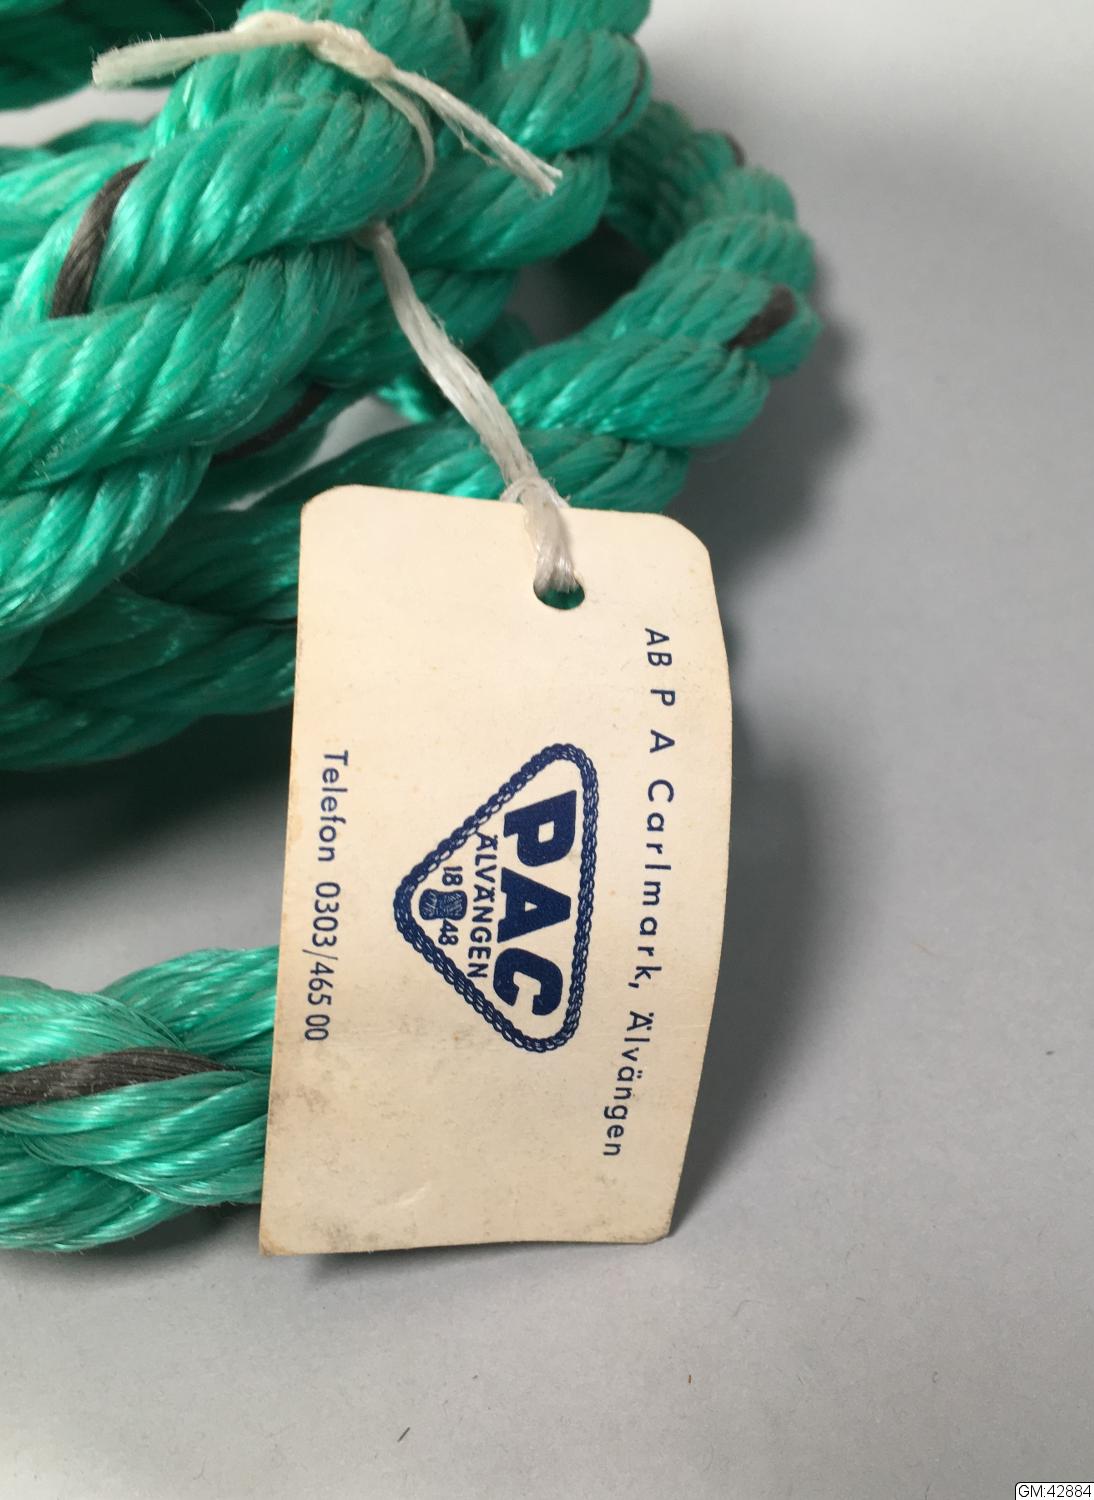 AB P A Carlmark, Älvängen
PAC
ÄLVÄNGEN
18 48
Telefon 0303/465 00
GM:42884